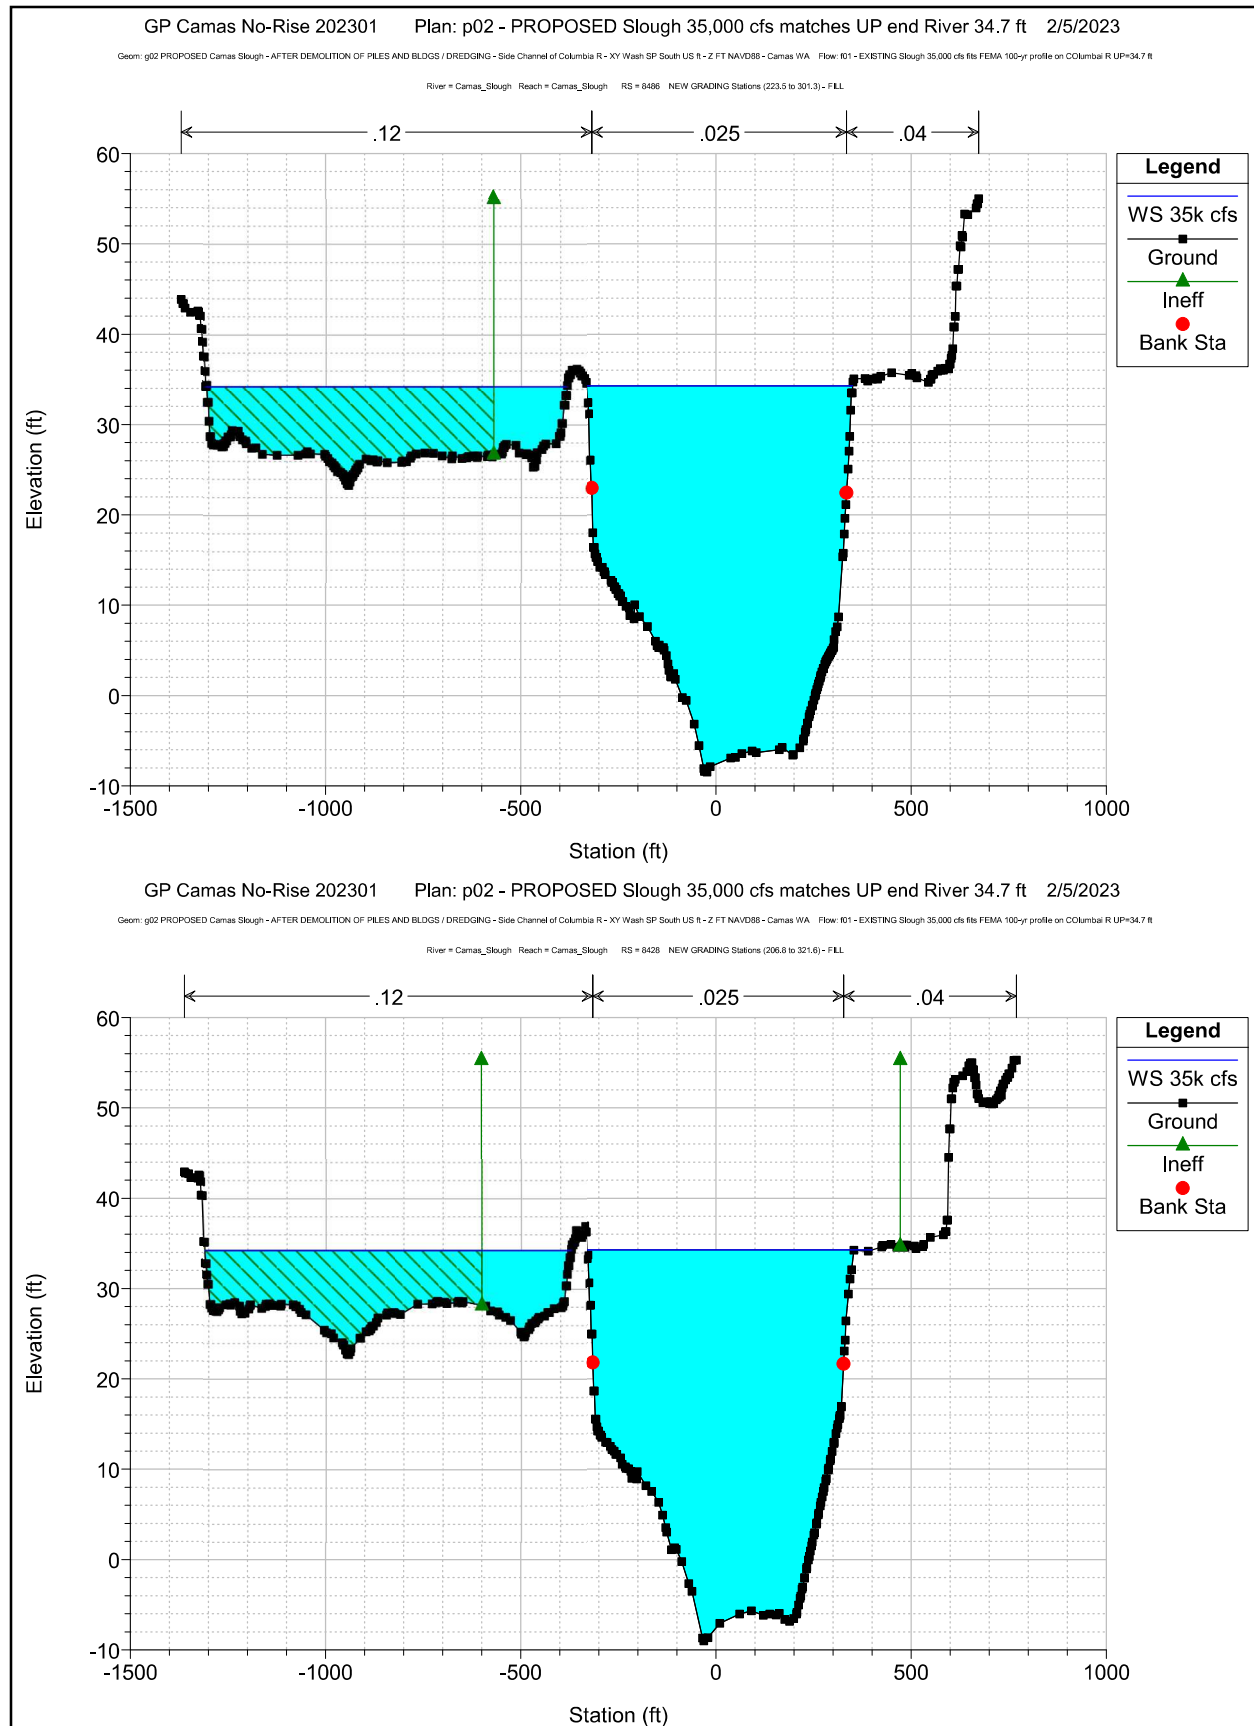 GP Camas No-Rise 202301 Plan: p02 - PROPOSED Slough 35,000 cfs matches UP end River 34.7 ft 2/5/2023
Geom: g02 PROPOSED Camas Slough - AFTER DEMOLITION OF PILES AND BLDGS / DREDGING - Side Channel of Columbia R - XY Wash SP South US ft - Z FT NAVD88 - Camas WA Flow: f01 - EXISTING Slough 35,000 cfs fits FEMA 100-yr profile on COlumbai R UP=34.7 ft
River = Camas_Slough Reach = Camas_Slough RS = 8486 NEW GRADING Stations (223.5 to 301.3) - FILL
.12 .025 .04
60
50
40
30
20
10
0
-10
Elevation (ft)
-1500 -1000 -500 0 500 1000
Station (ft)
Legend
WS 35k cfs
Ground
Ineff
Bank Sta
GP Camas No-Rise 202301 Plan: p02 - PROPOSED Slough 35,000 cfs matches UP end River 34.7 ft 2/5/2023
Geom: g02 PROPOSED Camas Slough - AFTER DEMOLITION OF PILES AND BLDGS / DREDGING - Side Channel of Columbia R - XY Wash SP South US ft - Z FT NAVD88 - Camas WA Flow: f01 - EXISTING Slough 35,000 cfs fits FEMA 100-yr profile on COlumbai R UP=34.7 ft
River = Camas_Slough Reach = Camas_Slough RS = 8428 NEW GRADING Stations (206.8 to 321.6) - FILL
.12 .025 .04
60
50
40
30
20
10
0
-10
Elevation (ft)
-1500 -1000 -500 0 500 1000
Station (ft)
Legend
WS 35k cfs
Ground
Ineff
Bank Sta